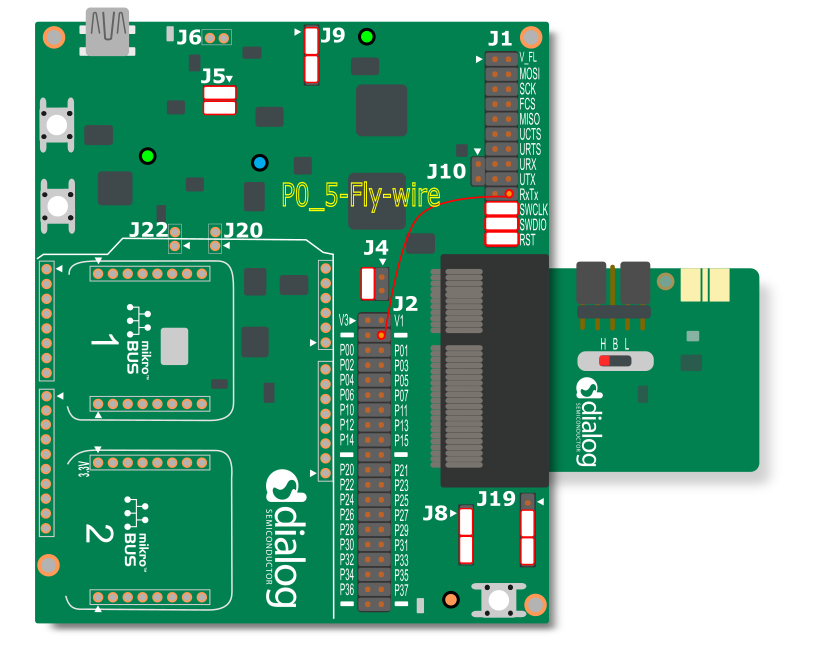 J6
J9
J1
V_FL
MOSI
SCK
FCS
MISO
UCTS
URTS
URX
UTX
RxTx
SWCLK
SWDIO
RST
J5
J10
P0_5-Fly-wire
J22
J20
J4
J2
V3 V1
P00 P01
P02 P03
P04 P05
P06 P07
P10 P11
P12 P13
P14 P15
P20 P21
P22 P23
P24 P25
P26 P27
P28 P29
P30 P31
P32 P33
P34 P35
P36 P37
1
mikro™
BUS
3.3V
2
mikro™
BUS
dialog
SEMICONDUCTOR
J8
J19
H B L
dialog
SEMICONDUCTOR